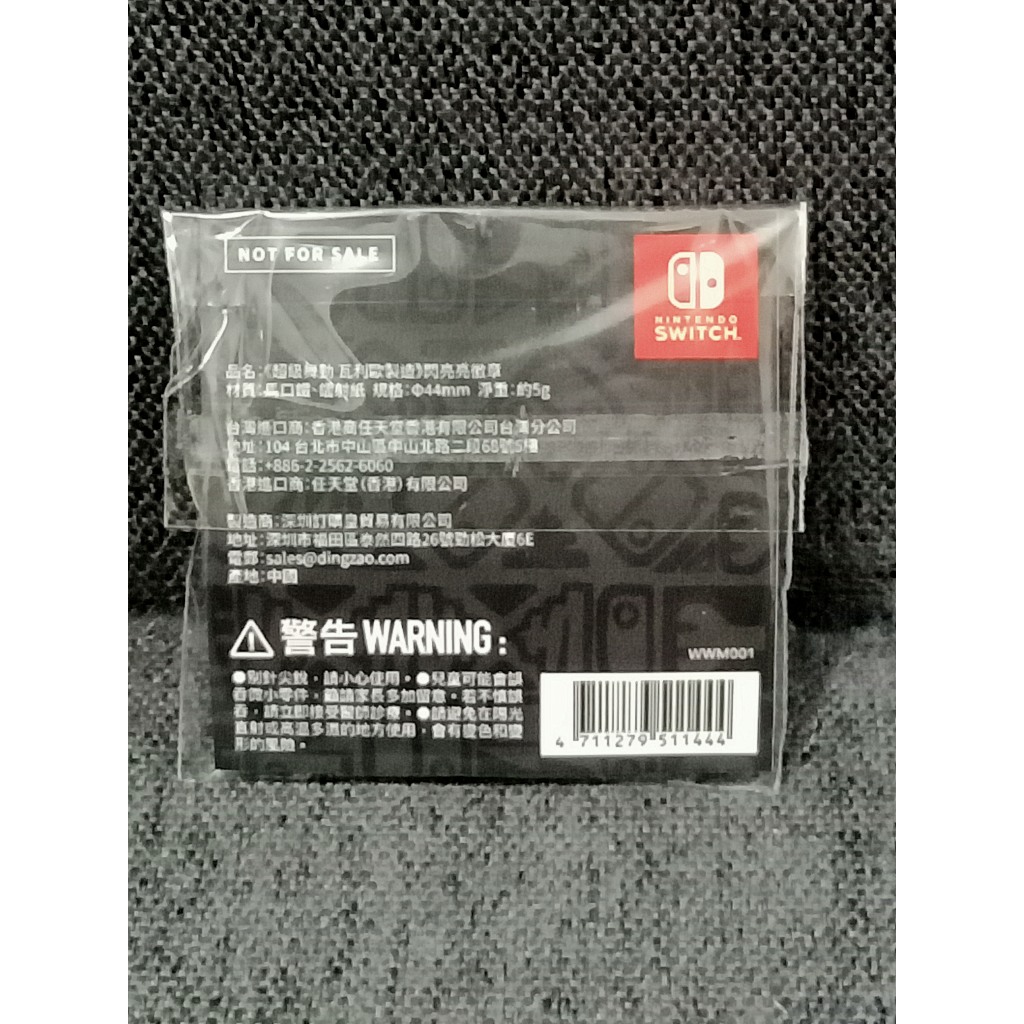 NOT FOR SALE
NINTENDO
SWITCH
品名:《超級舞動 瓦利歐製造》閃亮亮徽章
材質:馬口鐵、鐳射紙 規格:Φ44mm 淨重:約5g
台灣進口商:香港商任天堂香港有限公司台灣分公司
地址:104 台北市中山區中山北路二段68號5樓
電話:+886-2-2562-6060
香港進口商:任天堂(香港)有限公司
製造商:深圳訂購皇貿易有限公司
地址:深圳市福田區泰然四路26號勁松大廈6E
電郵:sales@dingzao.com
產地:中國
警告 WARNING:
WWM001
●別針尖銳,請小心使用。●兒童可能會誤
吞微小零件,籲請家長多加留意。若不慎誤
吞,請立即接受醫師診療。●請避免在陽光
直射或高溫多濕的地方使用,會有變色和變
形的風險。
4 711279 511444